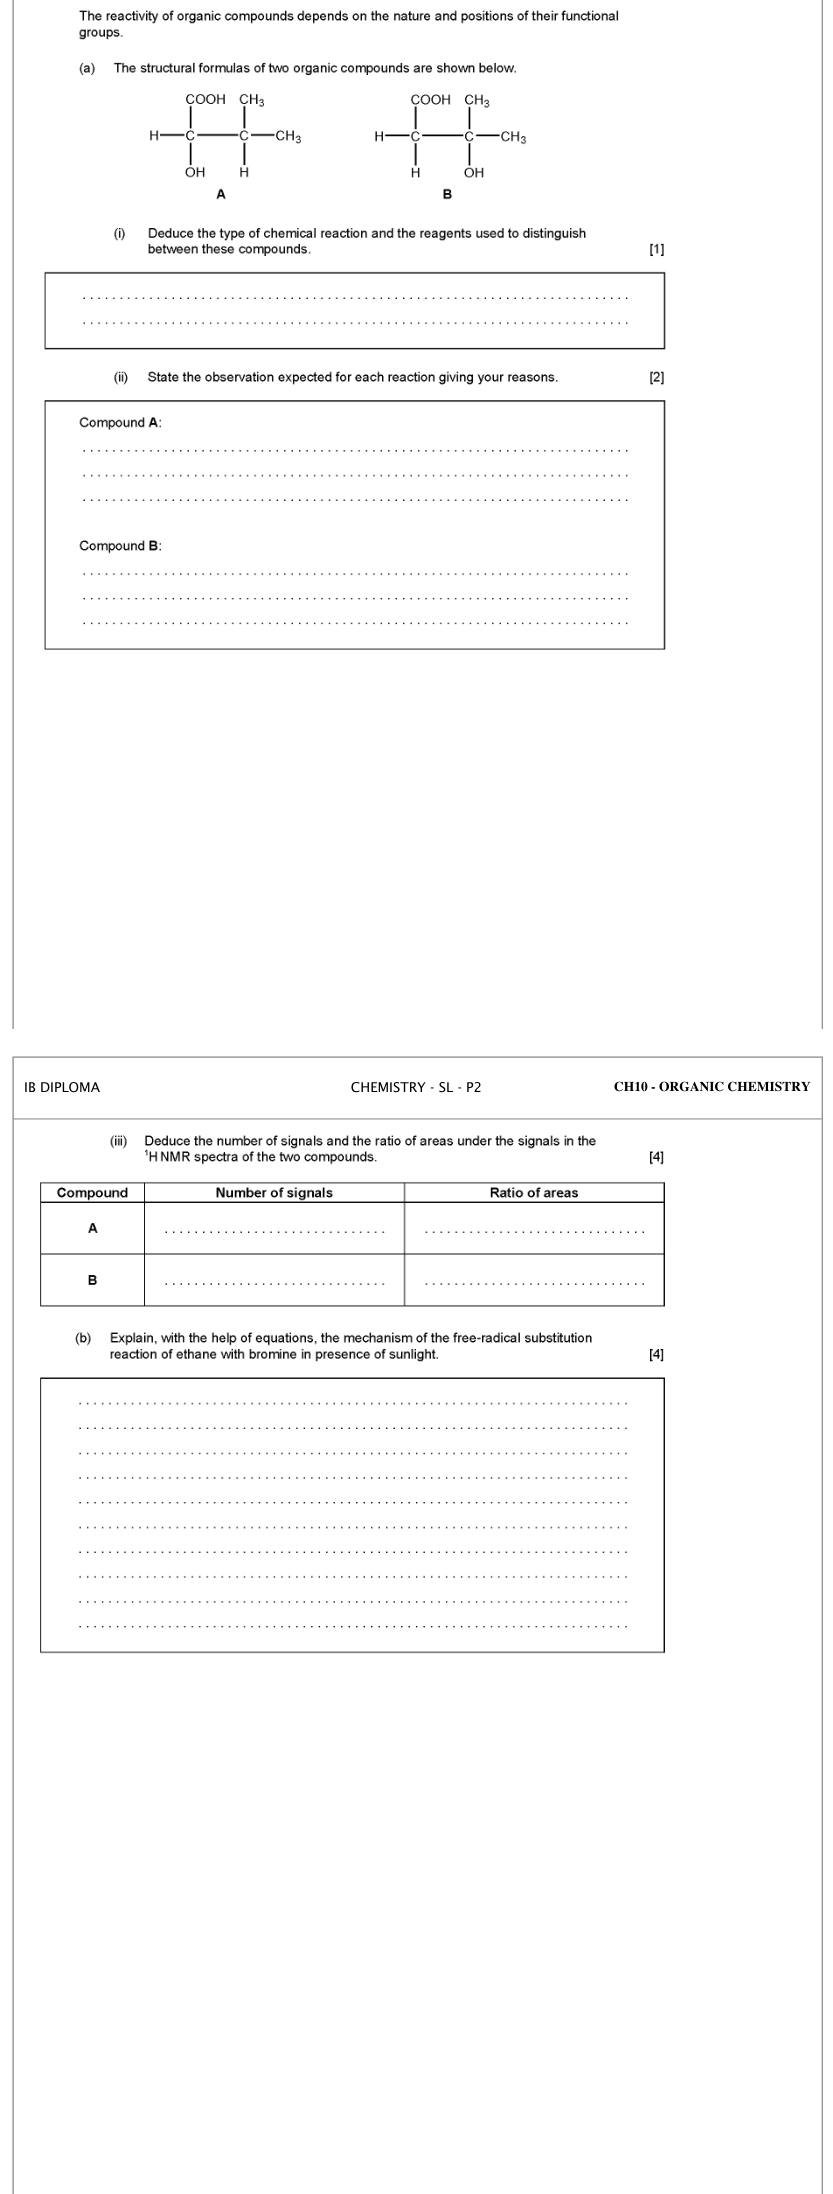 The reactivity of organic compounds depends on the nature and positions of their functional
groups.
(a) The structural formulas of two organic compounds are shown below.
COOH CH3 COOH CH3
H C C CH3 H C C CH3
OH H H OH
A B
(i) Deduce the type of chemical reaction and the reagents used to distinguish
between these compounds. [1]
(ii) State the observation expected for each reaction giving your reasons. [2]
Compound A:
Compound B:
IB DIPLOMA CHEMISTRY - SL - P2 CH10 - ORGANIC CHEMISTRY
(iii) Deduce the number of signals and the ratio of areas under the signals in the
¹H NMR spectra of the two compounds. [4]
Compound Number of signals Ratio of areas
A
B
(b) Explain, with the help of equations, the mechanism of the free-radical substitution
reaction of ethane with bromine in presence of sunlight. [4]